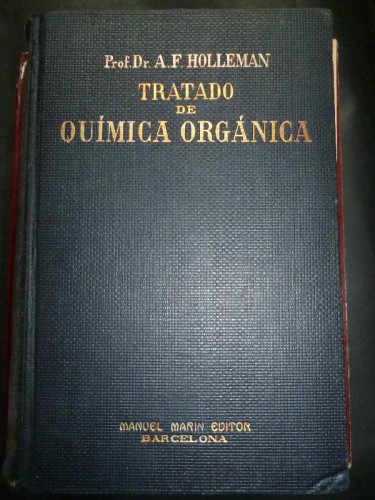 Prof. Dr. A. F. HOLLEMAN
TRATADO
DE
QUÍMICA ORGÁNICA
MANUEL MARIN EDITOR
BARCELONA